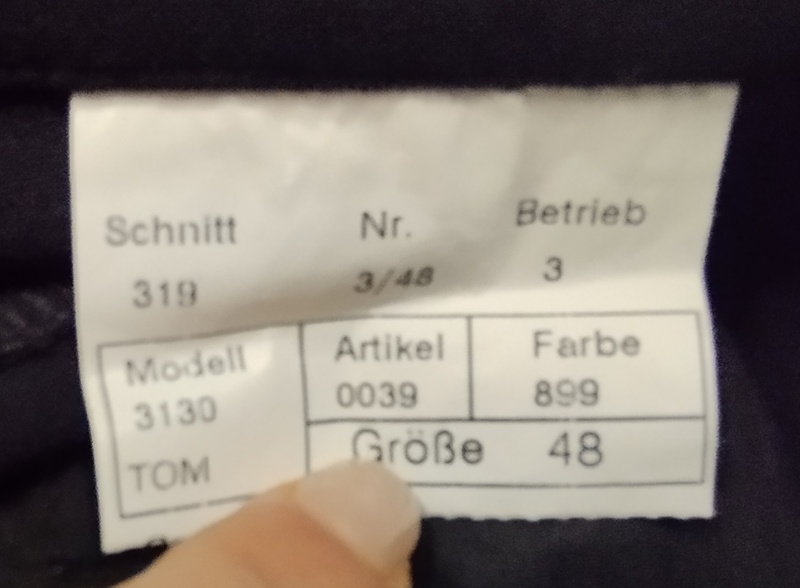 Schnitt Nr. Betrieb
319 3/48 3
Modell Artikel Farbe
3130 0039 899
TOM Größe 48